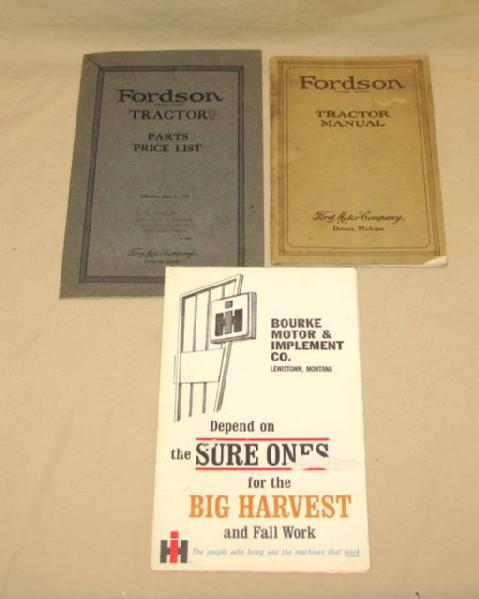 Fordson
TRACTOR
PARTS
PRICE LIST
Ford Motor Company
Fordson
TRACTOR
MANUAL
Ford Motor Company
Detroit, Michigan
IH
BOURKE
MOTOR &
IMPLEMENT
CO.
LEWISTOWN, MONTANA
Depend on
the SURE ONES
for the
BIG HARVEST
and Fall Work
IH The people who bring you the machines that work